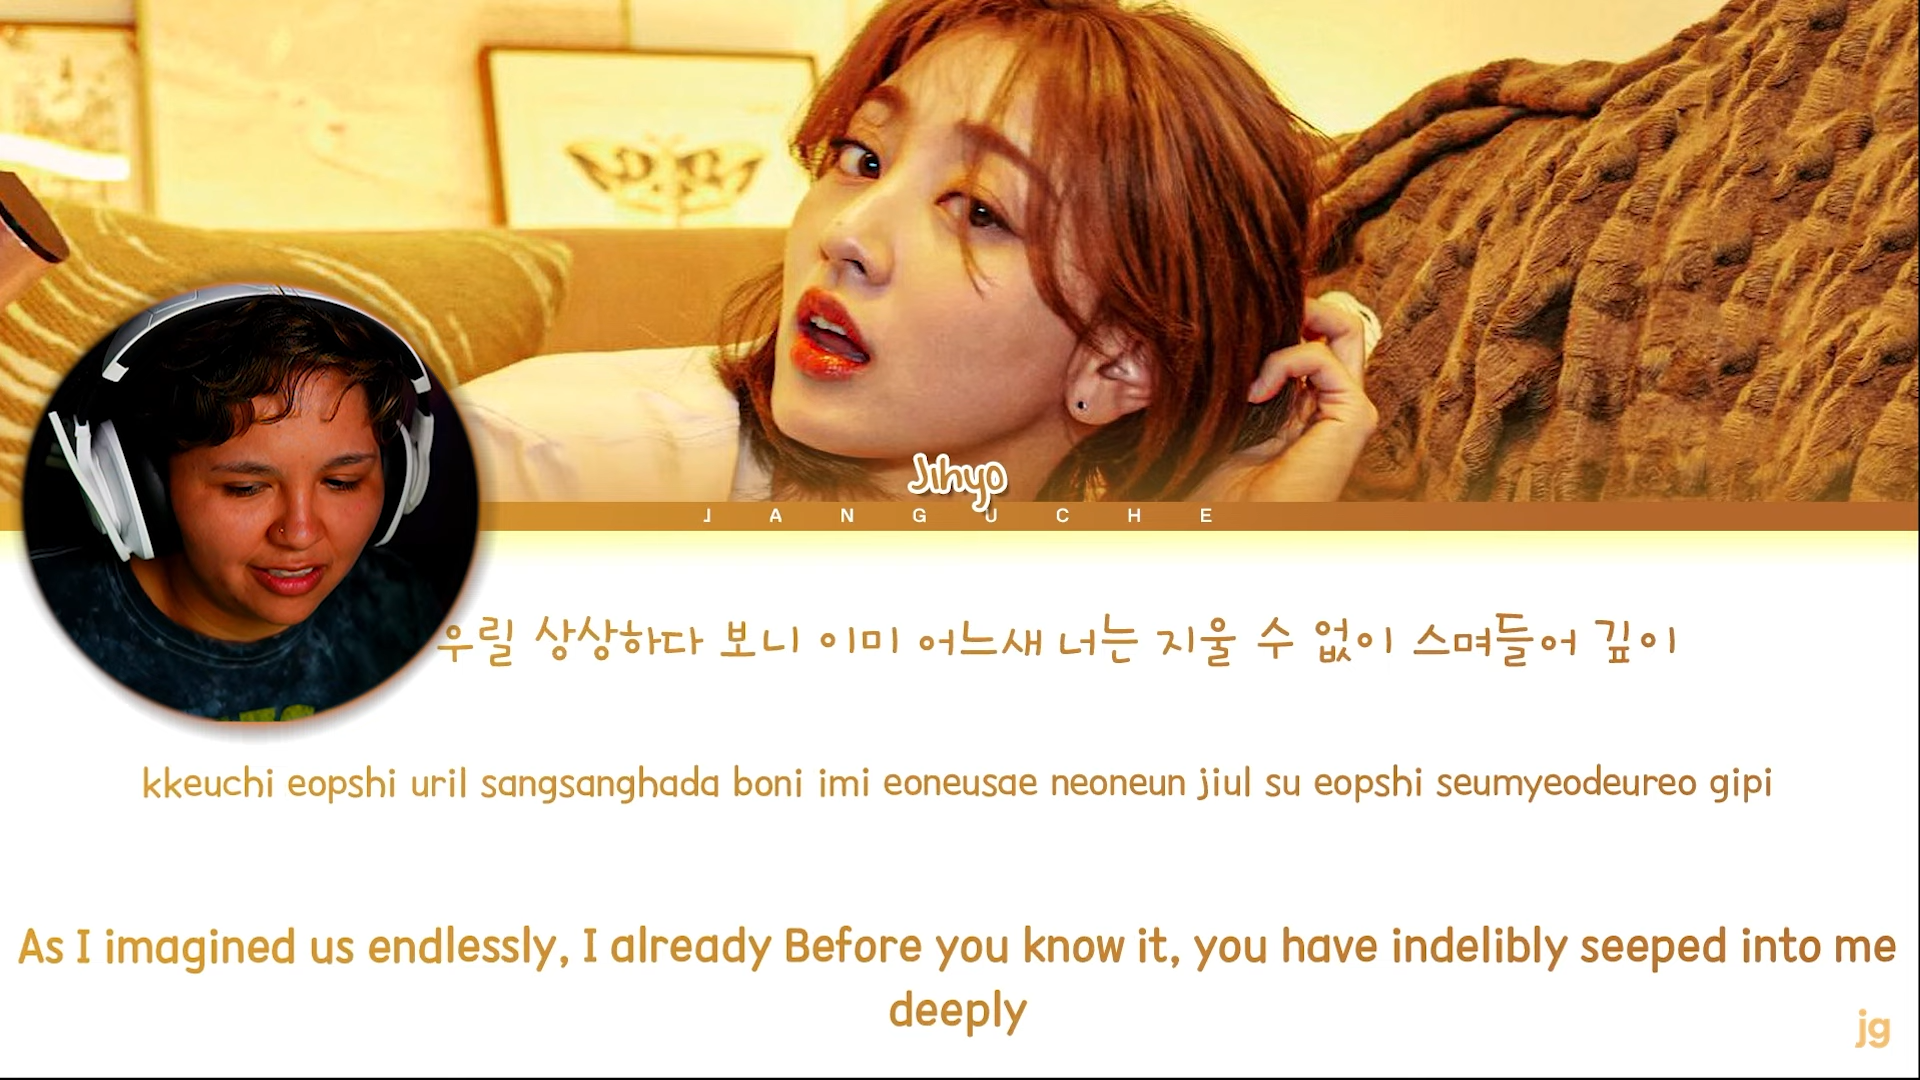 Jihyo
JANGUCHE
우릴 상상하다 보니 이미 어느새 너는 지울 수 없이 스며들어 깊이
kkeuchi eopshi uril sangsanghada boni imi eoneusae neoneun jiul su eopshi seumyeodeureo gipi
As I imagined us endlessly, I already Before you know it, you have indelibly seeped into me
deeply
jg